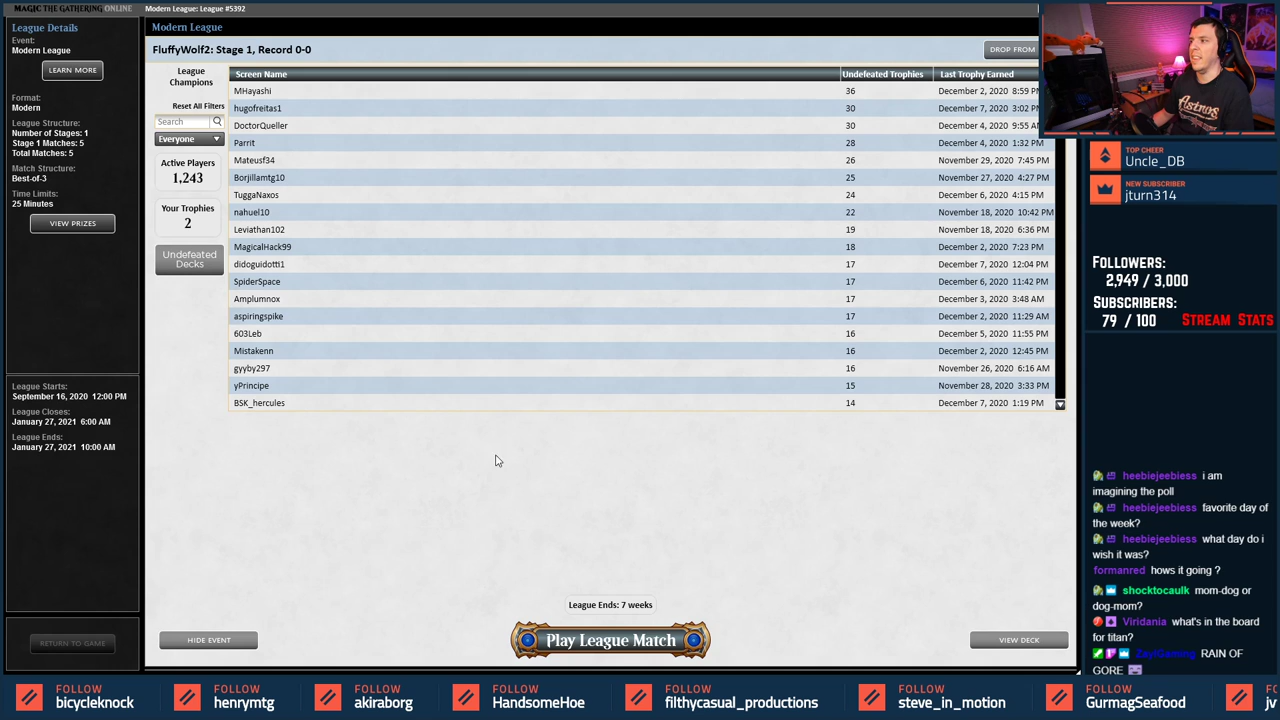 MAGIC THE GATHERING ONLINE
Modern League: League #5392
League Details
Event:
Modern League
LEARN MORE
Format:
Modern
League Structure:
Number of Stages: 1
Stage 1 Matches: 5
Total Matches: 5
Match Structure:
Best-of-3
Time Limits:
25 Minutes
VIEW PRIZES
League Starts:
September 16, 2020 12:00 PM
League Closes:
January 27, 2021 6:00 AM
League Ends:
January 27, 2021 10:00 AM
RETURN TO GAME
Modern League
FluffyWolf2: Stage 1, Record 0-0
DROP FROM
League
Champions
Reset All Filters
Search
Everyone
Active Players
1,243
Your Trophies
2
Undefeated
Decks
Screen Name Undefeated Trophies Last Trophy Earned
MHayashi 36 December 2, 2020 8:59 PM
hugofreitas1 30 December 7, 2020 3:02 P
DoctorQueller 30 December 4, 2020 9:55 A
Parrit 28 December 4, 2020 1:32 PM
Mateusf34 26 November 29, 2020 7:45 PM
Borjillamtg10 25 November 27, 2020 4:27 PM
TuggaNaxos 24 December 6, 2020 4:15 PM
nahuel10 22 November 18, 2020 10:42 PM
Leviathan102 19 November 18, 2020 6:36 PM
MagicalHack99 18 December 2, 2020 7:23 PM
didoguidotti1 17 December 7, 2020 12:04 PM
SpiderSpace 17 December 6, 2020 11:42 PM
Amplumnox 17 December 3, 2020 3:48 AM
aspiringspike 17 December 2, 2020 11:29 AM
603Leb 16 December 5, 2020 11:55 PM
Mistakenn 16 December 2, 2020 12:45 PM
gyyby297 16 November 26, 2020 6:16 AM
yPrincipe 15 November 28, 2020 3:33 PM
BSK_hercules 14 December 7, 2020 1:19 PM
League Ends: 7 weeks
HIDE EVENT
Play League Match
VIEW DECK
Astros
TOP CHEER
Uncle_DB
NEW SUBSCRIBER
jturn314
FOLLOWERS:
2,949 / 3,000
SUBSCRIBERS:
79 / 100 STREAM STATS
heebiejeebiess i am
imagining the poll
heebiejeebiess favorite day of
the week?
heebiejeebiess what day do i
wish it was?
formanred hows it going ?
shocktocaulk mom-dog or
dog-mom?
Viridania what's in the board
for titan?
ZaylGaming RAIN OF
GORE
FOLLOW
bicycleknock
FOLLOW
henrymtg
FOLLOW
akiraborg
FOLLOW
HandsomeHoe
FOLLOW
filthycasual_productions
FOLLOW
steve_in_motion
FOLLOW
GurmagSeafood